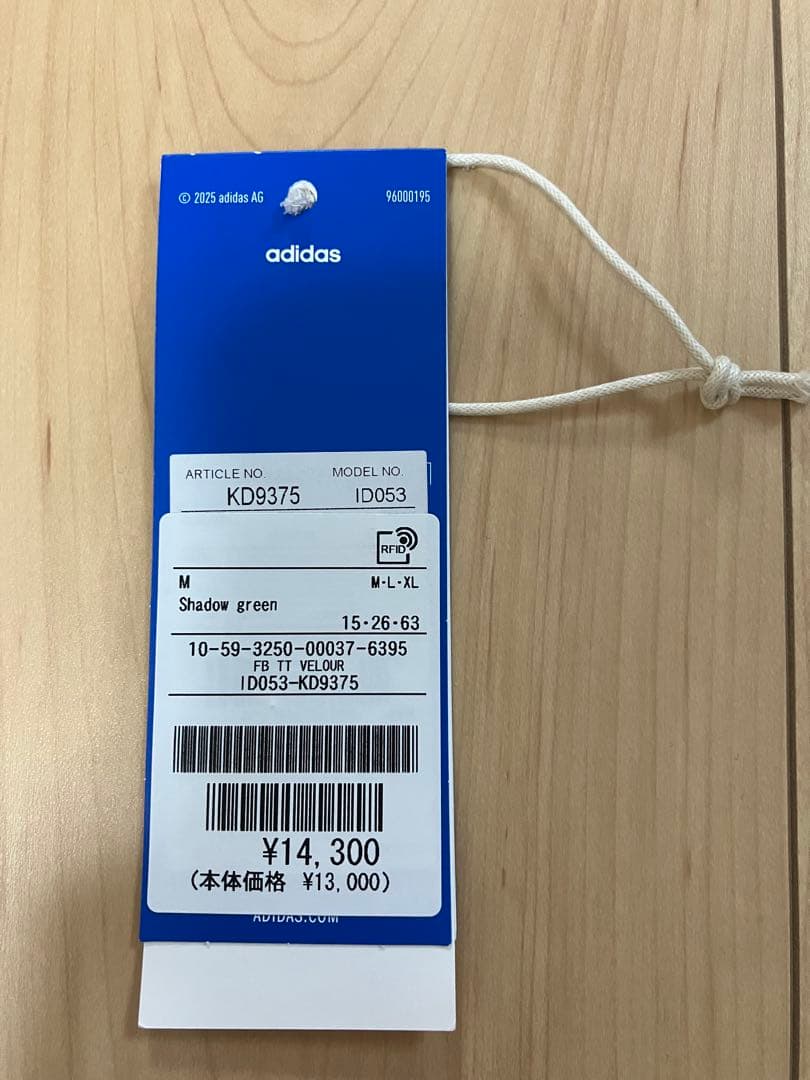 © 2025 adidas AG 96000195
adidas
ARTICLE NO. MODEL NO.
KD9375 ID053
RFID
M M-L-XL
Shadow green
15・26・63
10-59-3250-00037-6395
FB TT VELOUR
ID053-KD9375
¥14,300
(本体価格 ¥13,000)
ADIDAS.COM